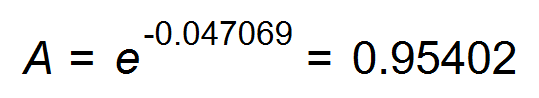 A = e^-0.047069 = 0.95402